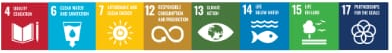 4 QUALITY EDUCATION
6 CLEAN WATER AND SANITATION
7 AFFORDABLE AND CLEAN ENERGY
12 RESPONSIBLE CONSUMPTION AND PRODUCTION
13 CLIMATE ACTION
14 LIFE BELOW WATER
15 LIFE ON LAND
17 PARTNERSHIPS FOR THE GOALS